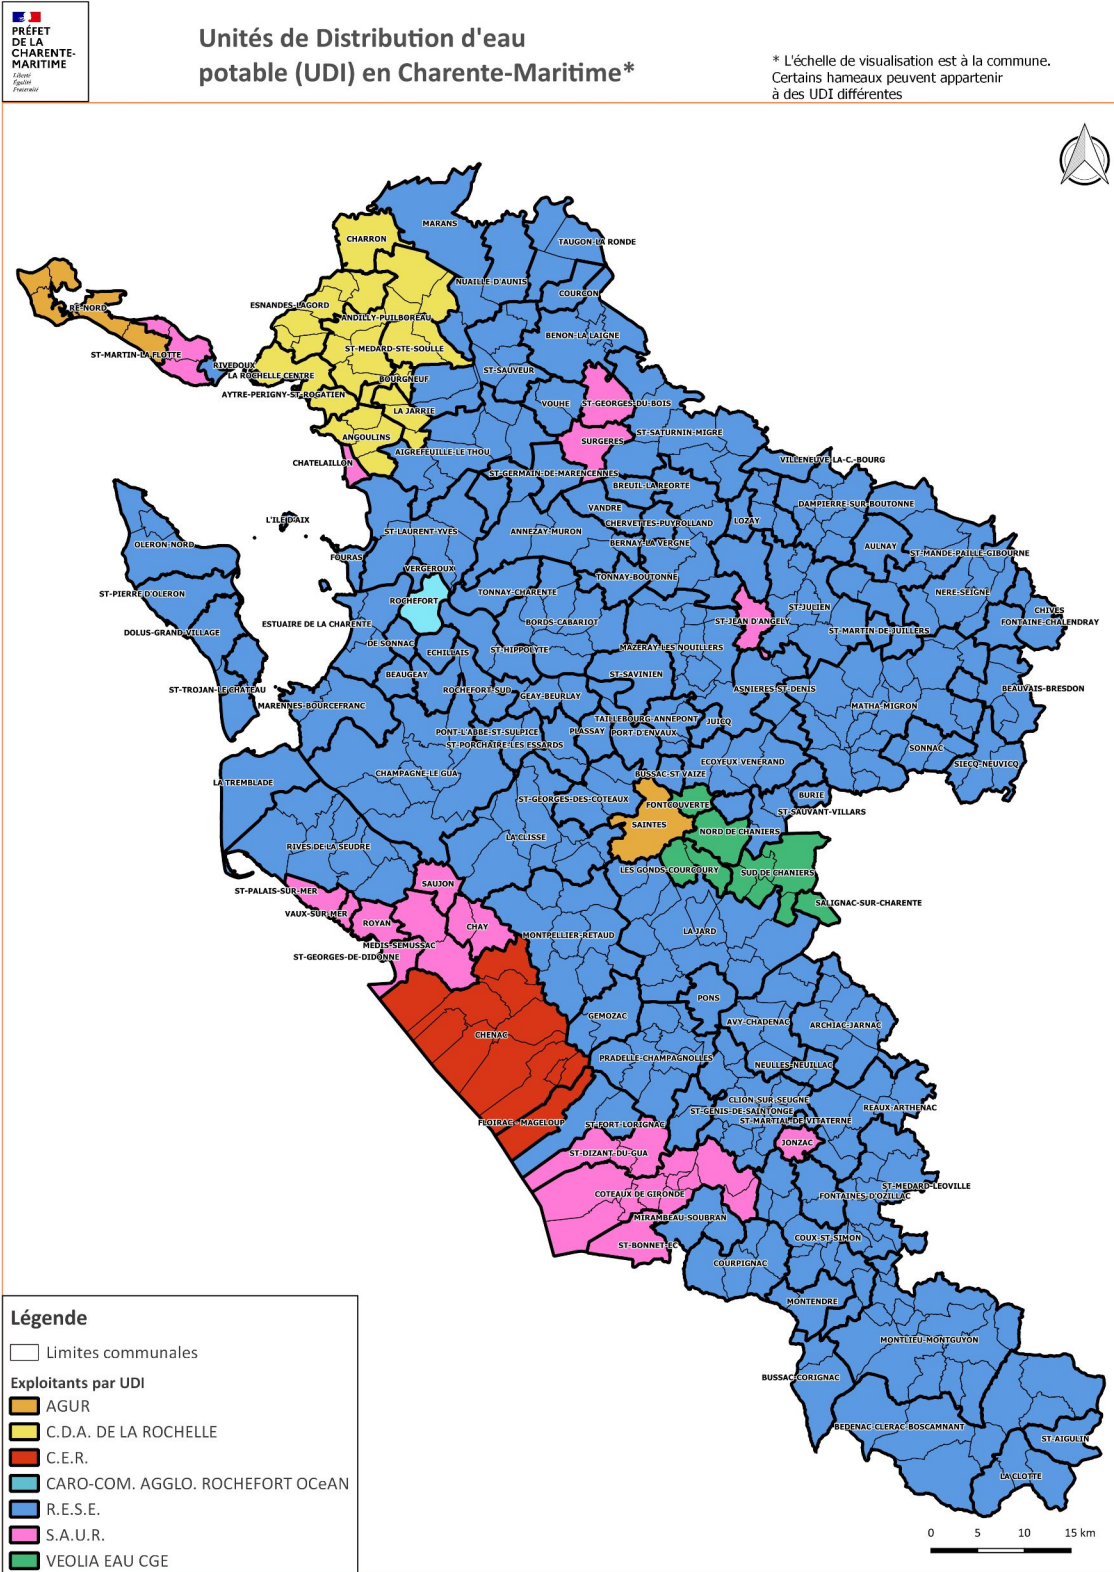 PRÉFET
DE LA
CHARENTE-
MARITIME
Liberté
Égalité
Fraternité
Unités de Distribution d'eau
potable (UDI) en Charente-Maritime*
* L'échelle de visualisation est à la commune.
Certains hameaux peuvent appartenir
à des UDI différentes
MARANS
CHARRON
TAUGON-LA RONDE
NUAILLE-D'AUNIS
COURCON
ESNANDES-LAGORD
RE-NORD
ANDILLY-PUILBOREAU
BENON-LA LAIGNE
ST-MEDARD-STE-SOULLE
ST-MARTIN-LA FLOTTE
RIVEDOUX
LA ROCHELLE CENTRE
ST-SAUVEUR
BOURGNEUF
AYTRE-PERIGNY-ST-ROGATIEN
VOUHE
ST-GEORGES-DU-BOIS
LA JARRIE
ST-SATURNIN-MIGRE
ANGOULINS
SURGERES
AIGREFEUILLE-LE THOU
VILLENEUVE-LA-C.-BOURG
CHATELAILLON
ST-GERMAIN-DE-MARENCENNES
BREUIL-LA REORTE
DAMPIERRE-SUR-BOUTONNE
VANDRE
L'ILE D'AIX
CHERVETTES-PUYROLLAND
LOZAY
ST-LAURENT-YVES
ANNEZAY-MURON
OLERON-NORD
BERNAY-LA VERGNE
AULNAY
ST-MANDE-PAILLE-GIBOURNE
FOURAS
VERGEROUX
TONNAY-BOUTONNE
ST-PIERRE D'OLERON
TONNAY-CHARENTE
NERE-SEIGNE
ROCHEFORT
ST-JULIEN
CHIVES
FONTAINE-CHALENDRAY
ESTUAIRE DE LA CHARENTE
BORDS-CABARIOT
ST-JEAN D'ANGELY
DOLUS-GRAND-VILLAGE
ST-MARTIN-DE-JUILLERS
DE SONNAC
ECHILLAIS
ST-HIPPOLYTE
MAZERAY-LES NOUILLERS
BEAUGEAY
ST-SAVINIEN
ST-TROJAN-LE CHATEAU
ROCHEFORT-SUD
GEAY-BEURLAY
ASNIERES-ST-DENIS
BEAUVAIS-BRESDON
MARENNES-BOURCEFRANC
MATHA-MIGRON
TAILLEBOURG-ANNEPONT
JUICQ
PONT-L'ABBE-ST-SULPICE
PLASSAY
PORT-D'ENVAUX
ST-PORCHAIRE-LES ESSARDS
SONNAC
ECOYEUX-VENERAND
SIECQ-NEUVICQ
CHAMPAGNE-LE GUA
BUSSAC-ST VAIZE
LA TREMBLADE
BURIE
ST-GEORGES-DES-COTEAUX
FONTCOUVERTE
ST-SAUVANT-VILLARS
SAINTES
NORD DE CHANIERS
LA CLISSE
RIVES-DE-LA SEUDRE
LES GONDS-COURCOURY
SUD DE CHANIERS
SAUJON
ST-PALAIS-SUR-MER
SALIGNAC-SUR-CHARENTE
VAUX-SUR-MER
ROYAN
CHAY
LA JARD
MONTPELLIER-RETAUD
MEDIS-SEMUSSAC
ST-GEORGES-DE-DIDONNE
PONS
GEMOZAC
AVY-CHADENAC
ARCHIAC-JARNAC
CHENAC
PRADELLE-CHAMPAGNOLLES
NEULLES-NEUILLAC
CLION SUR SEUGNE
REAUX-ARTHENAC
ST-GENIS-DE-SAINTONGE
FLOIRAC - MAGELOUP
ST-FORT-LORIGNAC
ST-MARTIAL DE VITATERNE
JONZAC
ST-DIZANT-DU-GUA
ST-MEDARD-LEOVILLE
COTEAUX DE GIRONDE
FONTAINES-D'OZILLAC
MIRAMBEAU-SOUBRAN
COUX-ST-SIMON
ST-BONNET-EC
COURPIGNAC
MONTENDRE
MONTLIEU-MONTGUYON
BUSSAC-CORIGNAC
BEDENAC-CLERAC-BOSCAMNANT
ST-AIGULIN
LA CLOTTE
Légende
Limites communales
Exploitants par UDI
AGUR
C.D.A. DE LA ROCHELLE
C.E.R.
CARO-COM. AGGLO. ROCHEFORT OCeAN
R.E.S.E.
S.A.U.R.
VEOLIA EAU CGE
0 5 10 15 km